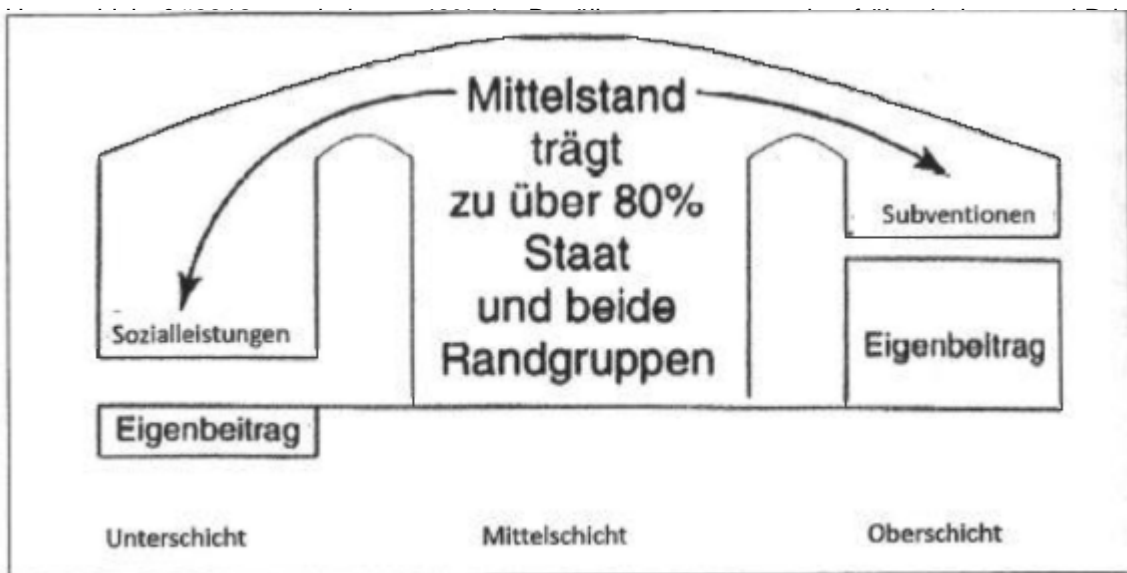 Mittelstand
trägt
zu über 80%
Staat
und beide
Randgruppen
Subventionen
Sozialleistungen
Eigenbeitrag
Eigenbeitrag
Unterschicht
Mittelschicht
Oberschicht